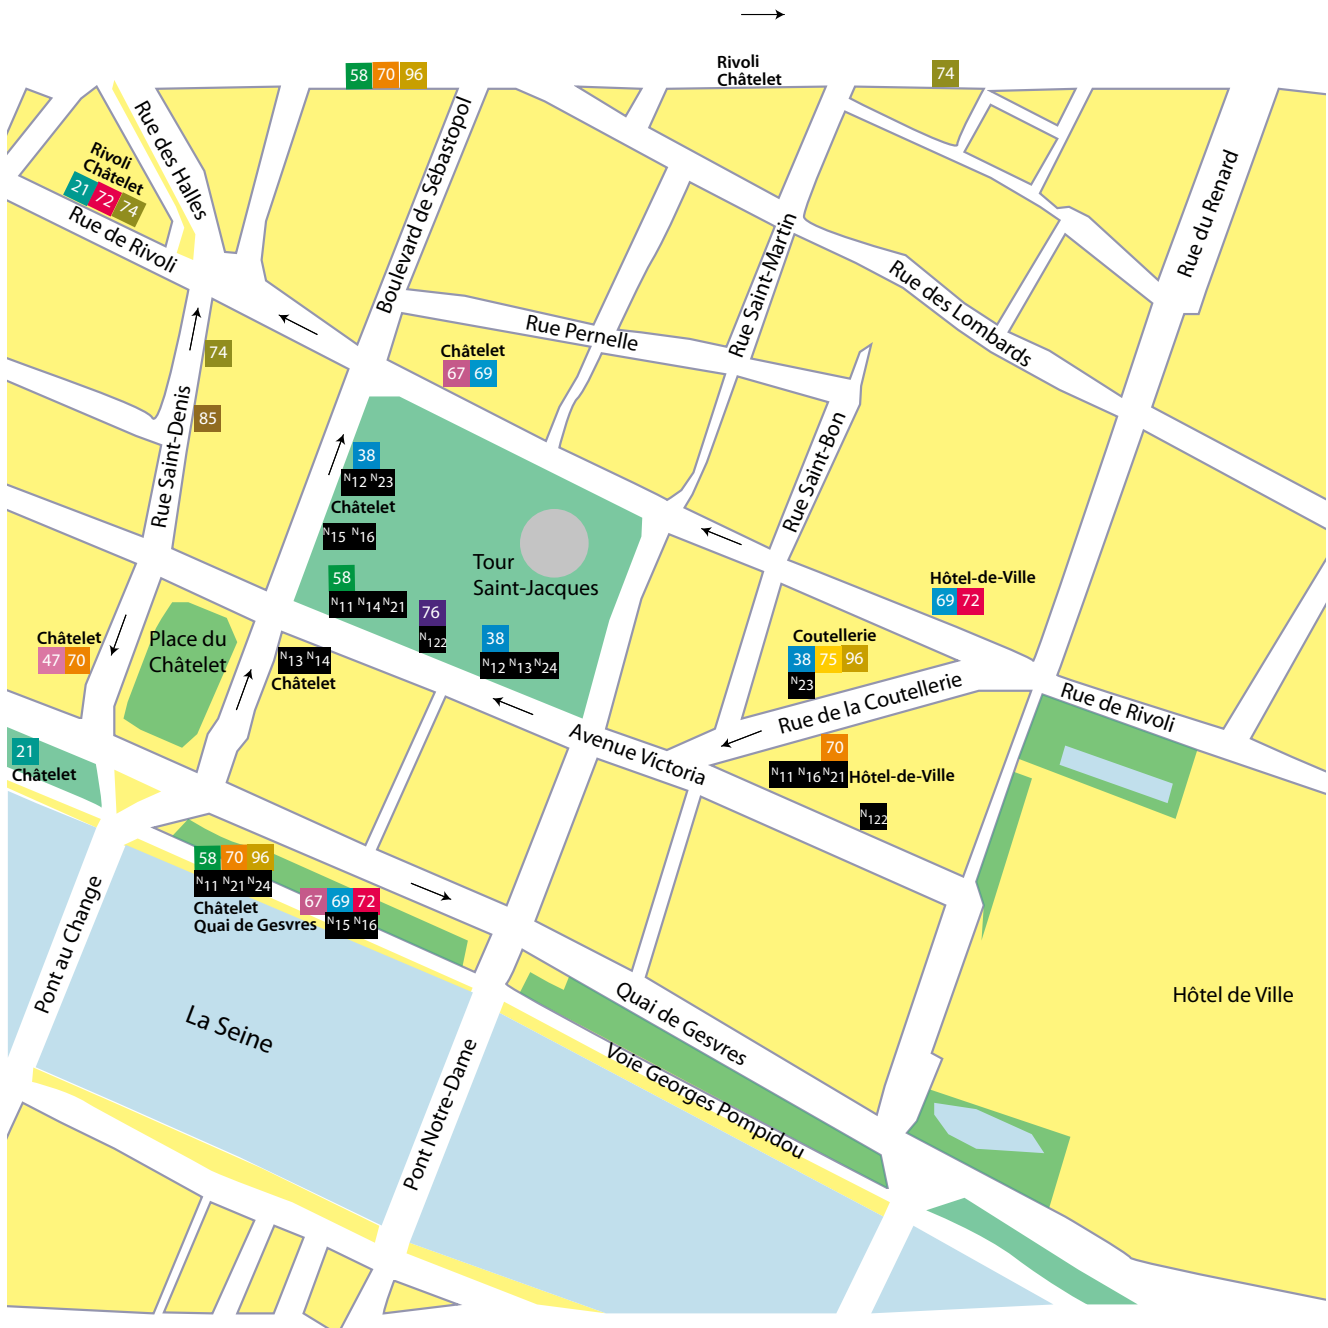 Rivoli
Châtelet
58 70 96
74
Rue des Halles
Rivoli
Châtelet
21 72 74
Rue de Rivoli
Boulevard de Sébastopol
Rue Saint-Martin
Rue du Renard
Rue des Lombards
Rue Pernelle
Châtelet
67 69
74
85
Rue Saint-Denis
Rue Saint-Bon
38
N12 N23
Châtelet
N15 N16
58
N11 N14 N21
76
N122
38
N12 N13 N24
Tour
Saint-Jacques
Hôtel-de-Ville
69 72
Coutellerie
38 75 96
N23
Rue de la Coutellerie
Rue de Rivoli
Châtelet
47 70
Place du
Châtelet
N13 N14
Châtelet
Avenue Victoria
70
N11 N16 N21 Hôtel-de-Ville
N122
21
Châtelet
58 70 96
N11 N21 N24
Châtelet
Quai de Gesvres
67 69 72
N15 N16
Pont au Change
La Seine
Pont Notre-Dame
Quai de Gesvres
Voie Georges Pompidou
Hôtel de Ville